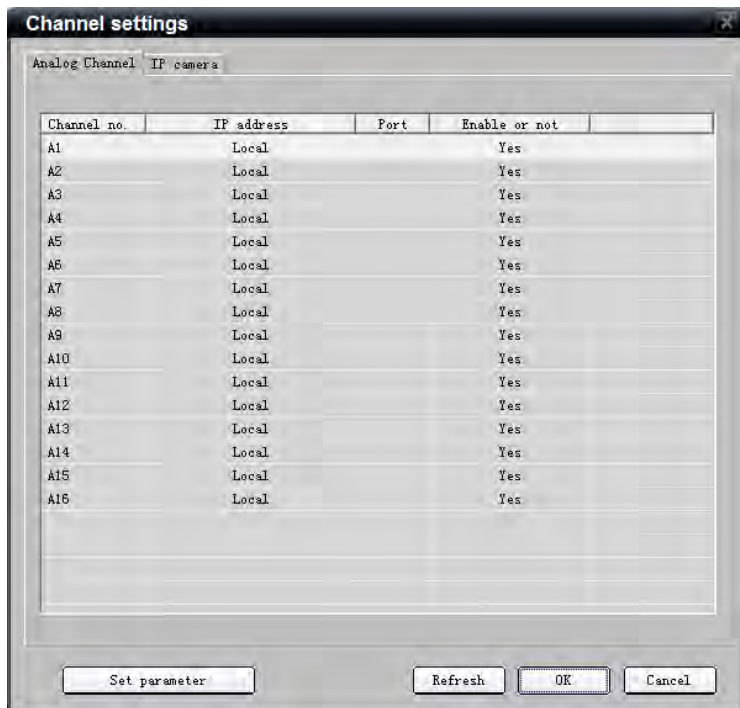 Channel settings
Analog Channel IP camera
Channel no. IP address Port Enable or not
A1 Local Yes
A2 Local Yes
A3 Local Yes
A4 Local Yes
A5 Local Yes
A6 Local Yes
A7 Local Yes
A8 Local Yes
A9 Local Yes
A10 Local Yes
A11 Local Yes
A12 Local Yes
A13 Local Yes
A14 Local Yes
A15 Local Yes
A16 Local Yes
Set parameter Refresh OK Cancel